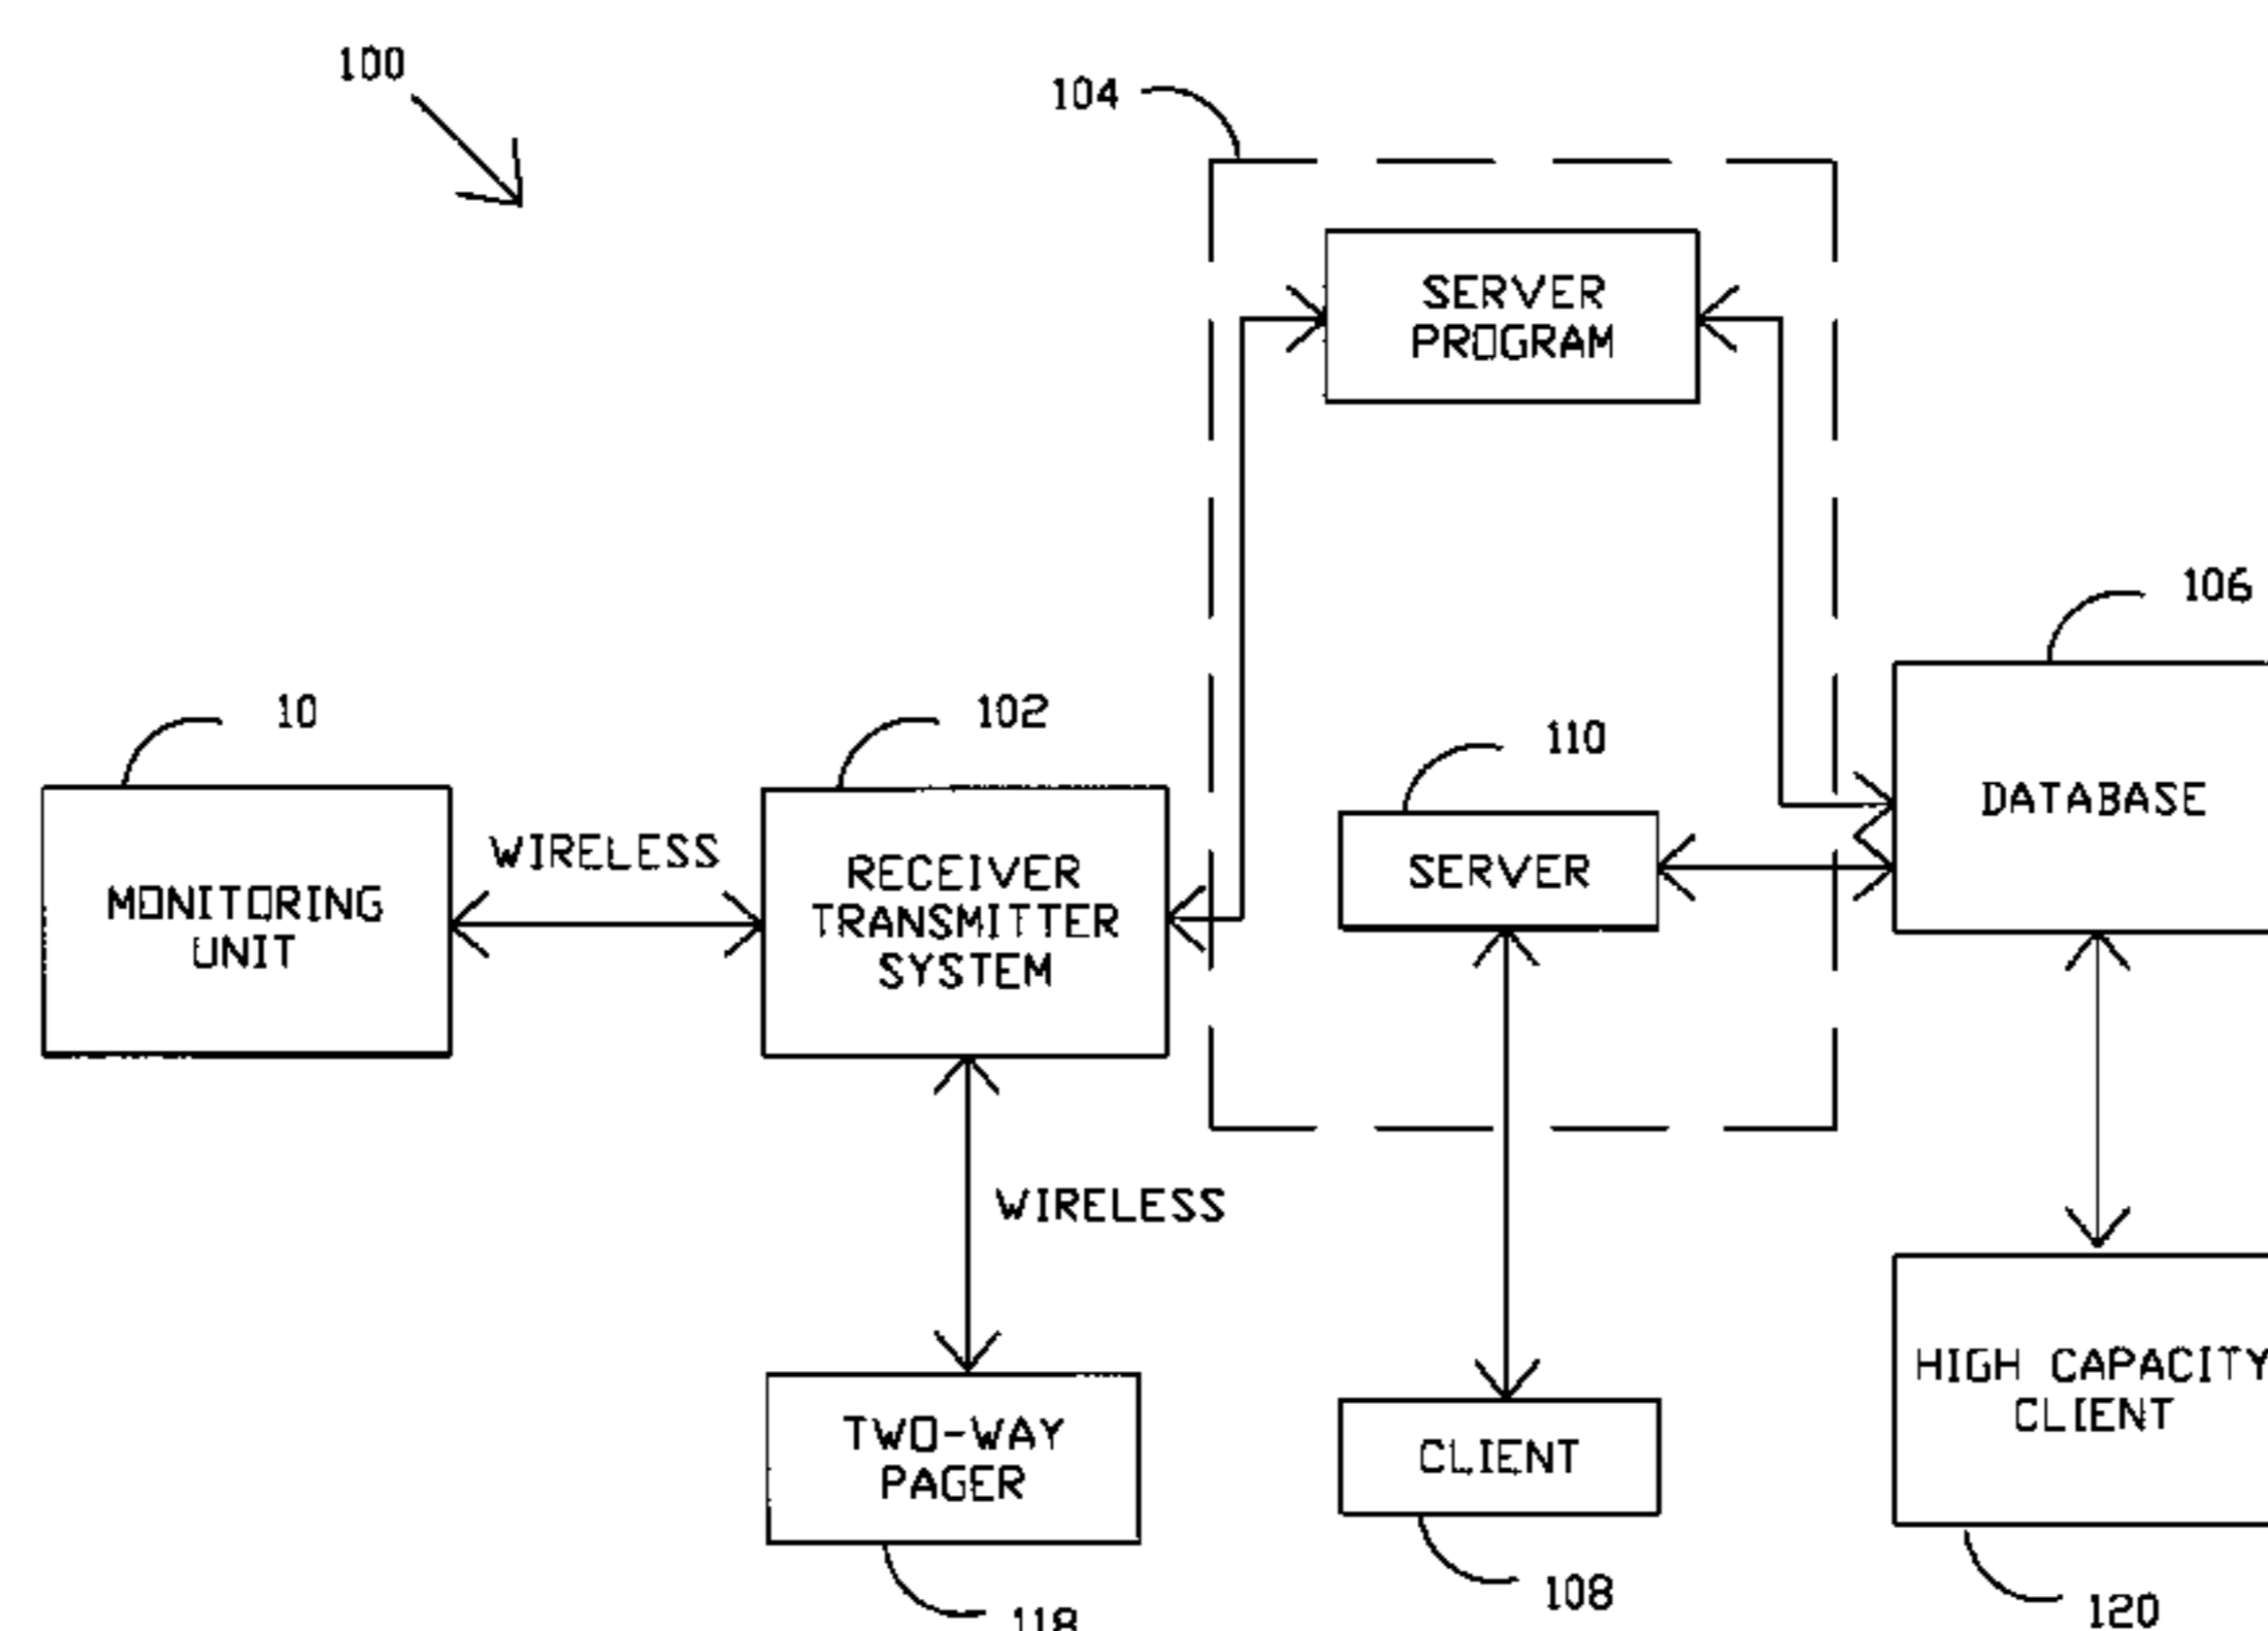 100
104
SERVER
PROGRAM
106
10
102
110
DATABASE
WIRELESS
RECEIVER
TRANSMITTER
SYSTEM
SERVER
MONITORING
UNIT
WIRELESS
HIGH CAPACITY
CLIENT
TWO-WAY
PAGER
CLIENT
108
120
118